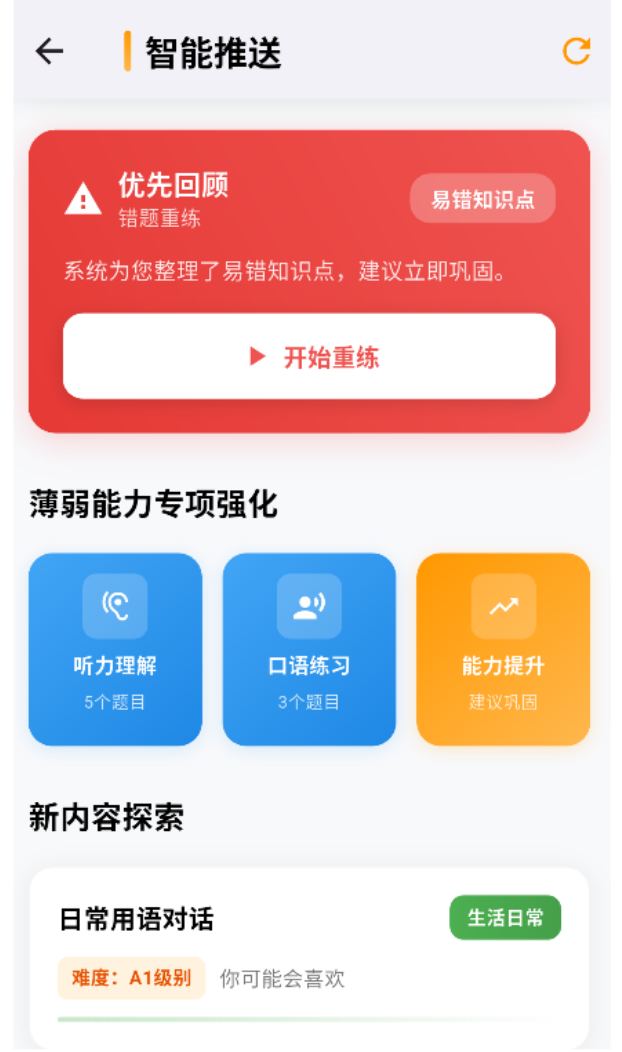 智能推送
优先回顾
易错知识点
错题重练
系统为您整理了易错知识点，建议立即巩固。
开始重练
薄弱能力专项强化
听力理解
口语练习
能力提升
5个题目
3个题目
建议巩固
新内容探索
日常用语对话
生活日常
难度：A1级别
你可能会喜欢